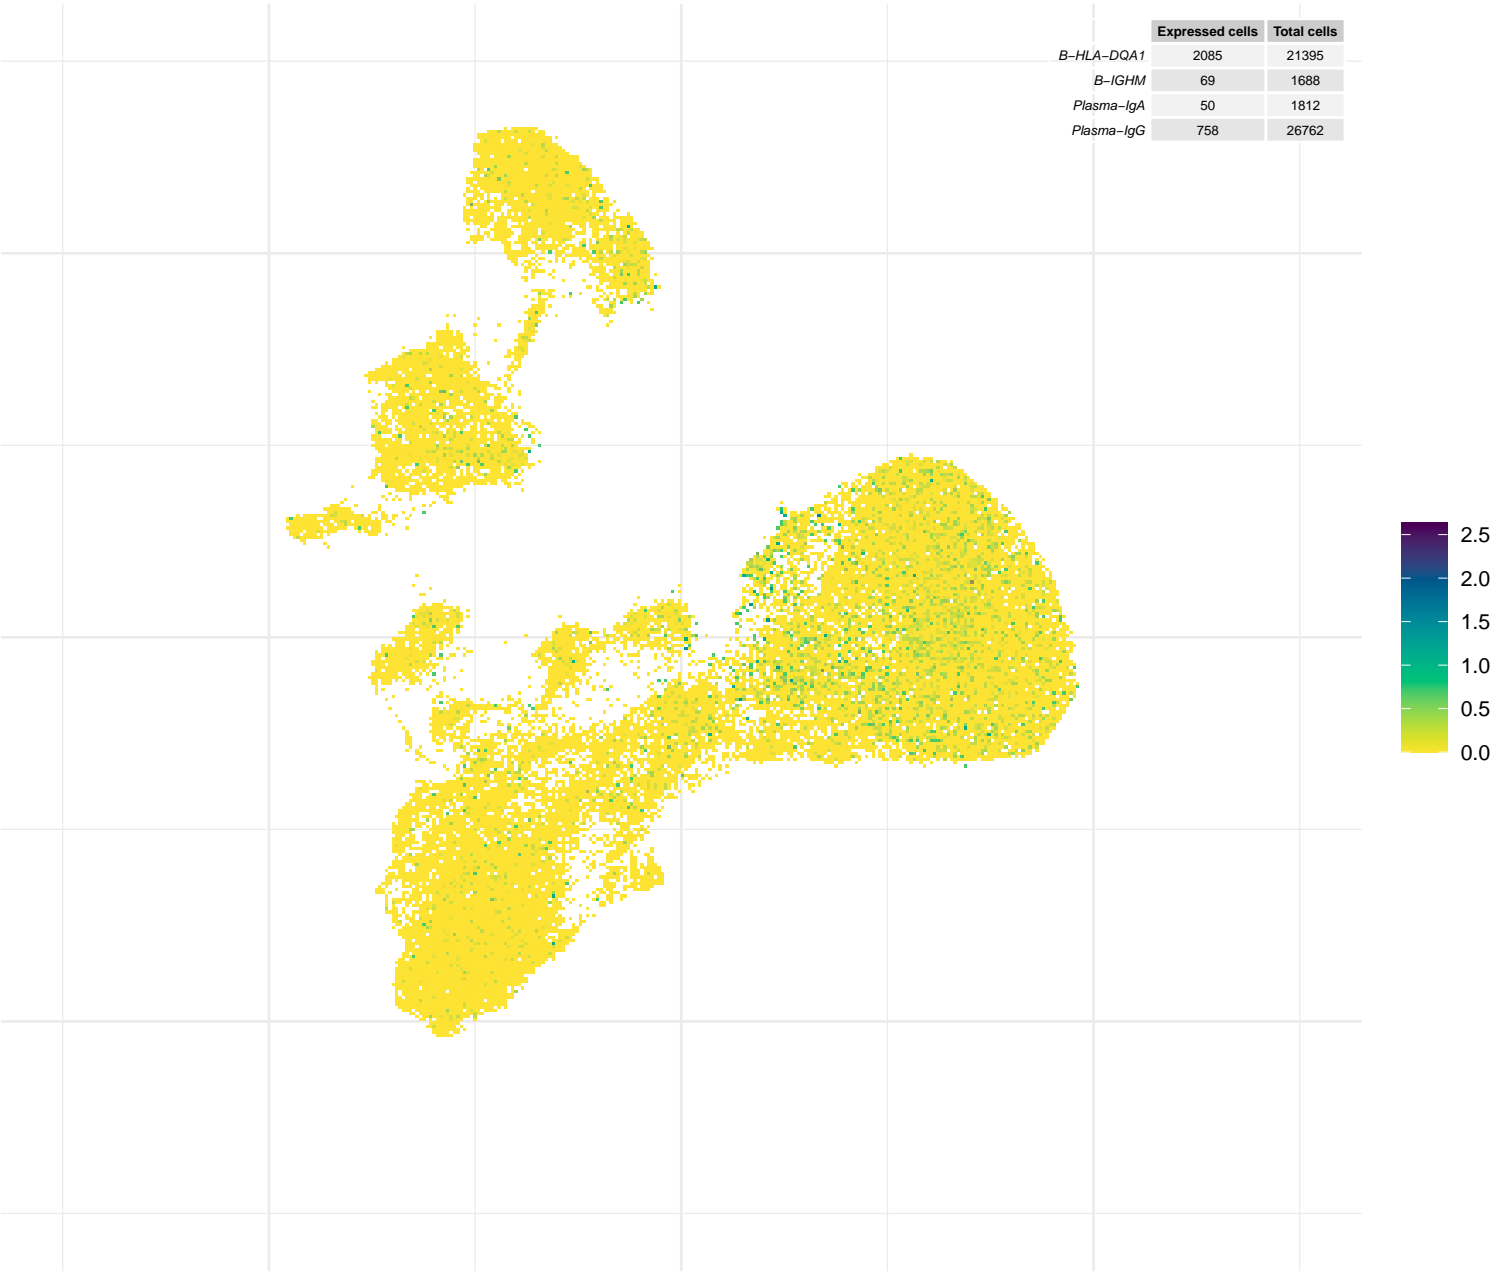 Expressed cells Total cells
B−HLA−DQA1 2085 21395
B−IGHM 69 1688
Plasma−IgA 50 1812
Plasma−IgG 758 26762
2.5
2.0
1.5
1.0
0.5
0.0